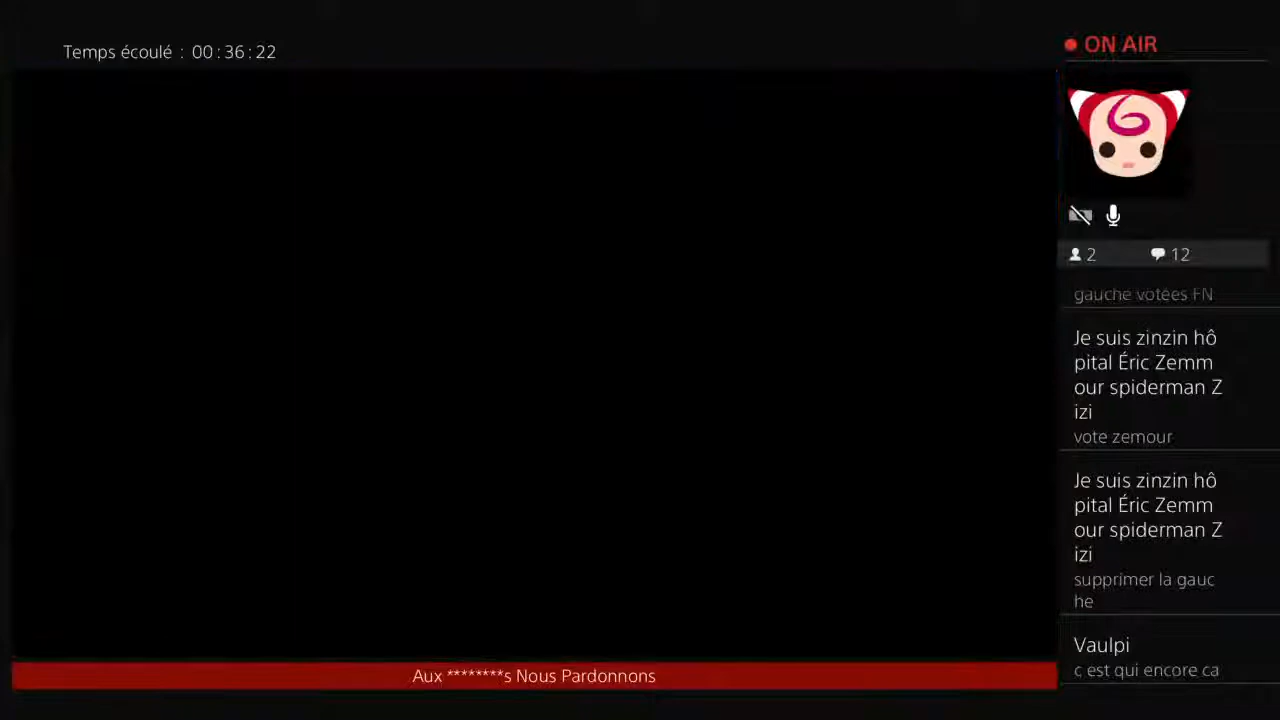 Temps écoulé : 00:36:22
ON AIR
2 12
gauche votées FN
Je suis zinzin hô
pital Éric Zemm
our spiderman Z
izi
vote zemour
Je suis zinzin hô
pital Éric Zemm
our spiderman Z
izi
supprimer la gauc
he
Vaulpi
c est qui encore ca
Aux ********s Nous Pardonnons